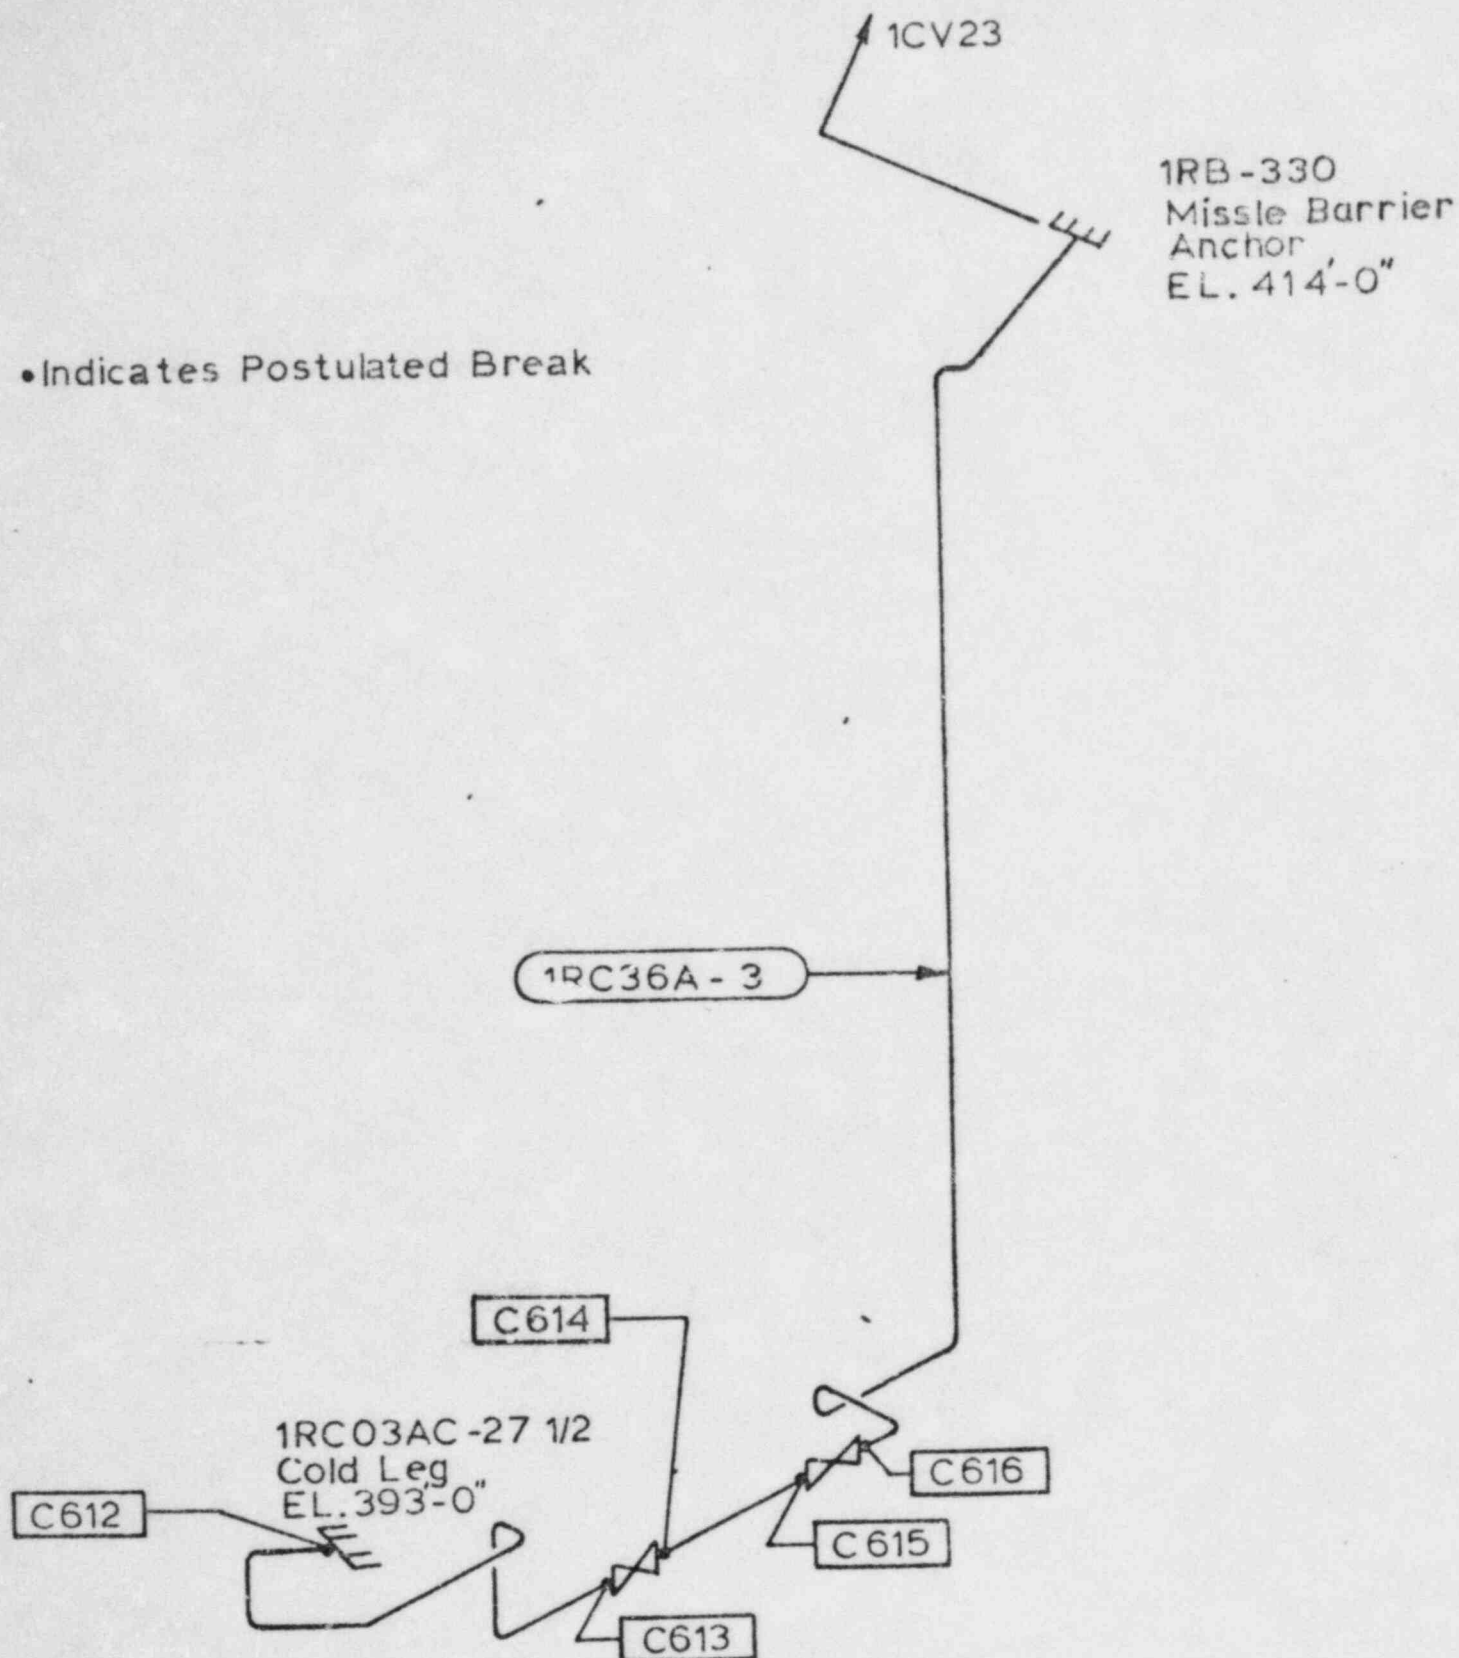 1CV23
1RB-330
Missle Barrier
Anchor
EL. 414'-0"
•Indicates Postulated Break
1RC36A-3
C614
1RC03AC-27 1/2
Cold Leg
EL. 393'-0"
C612
C616
C615
C613